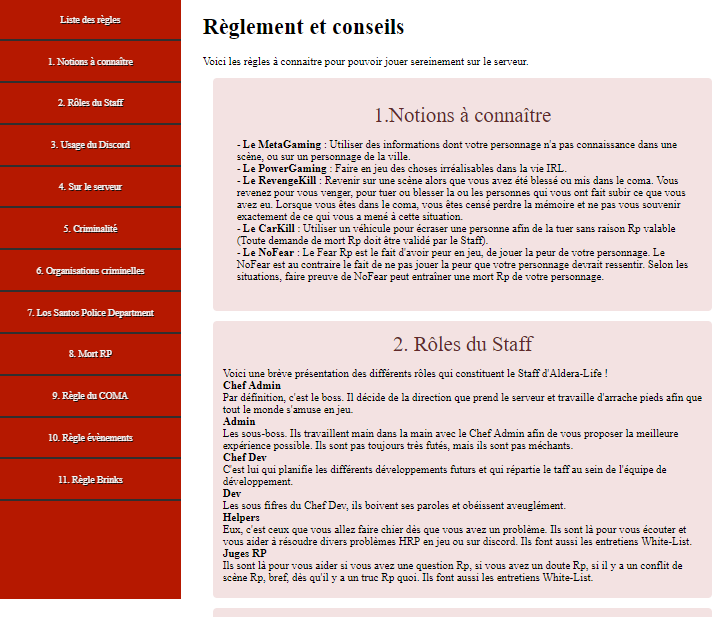 Liste des règles
1. Notions à connaître
2. Rôles du Staff
3. Usage du Discord
4. Sur le serveur
5. Criminalité
6. Organisations criminelles
7. Los Santos Police Department
8. Mort RP
9. Règle du COMA
10. Règle évènements
11. Règle Brinks
Règlement et conseils
Voici les règles à connaitre pour pouvoir jouer sereinement sur le serveur.
1.Notions à connaître
- Le MetaGaming : Utiliser des informations dont votre personnage n'a pas connaissance dans une
scène, ou sur un personnage de la ville.
- Le PowerGaming : Faire en jeu des choses irréalisables dans la vie IRL.
- Le RevengeKill : Revenir sur une scène alors que vous avez été blessé ou mis dans le coma. Vous
revenez pour vous venger, pour tuer ou blesser la ou les personnes qui vous ont fait subir ce que vous
avez eu. Lorsque vous êtes dans le coma, vous êtes censé perdre la mémoire et ne pas vous souvenir
exactement de ce qui vous a mené à cette situation.
- Le CarKill : Utiliser un véhicule pour écraser une personne afin de la tuer sans raison Rp valable
(Toute demande de mort Rp doit être validé par le Staff).
- Le NoFear : Le Fear Rp est le fait d'avoir peur en jeu, de jouer la peur de votre personnage. Le
NoFear est au contraire le fait de ne pas jouer la peur que votre personnage devrait ressentir. Selon les
situations, faire preuve de NoFear peut entraîner une mort Rp de votre personnage.
2. Rôles du Staff
Voici une brève présentation des différents rôles qui constituent le Staff d'Aldera-Life !
Chef Admin
Par définition, c'est le boss. Il décide de la direction que prend le serveur et travaille d'arrache pieds afin que
tout le monde s'amuse en jeu.
Admin
Les sous-boss. Ils travaillent main dans la main avec le Chef Admin afin de vous proposer la meilleure
expérience possible. Ils sont pas toujours très futés, mais ils sont pas méchants.
Chef Dev
C'est lui qui planifie les différents développements futurs et qui répartie le taff au sein de l'équipe de
développement.
Dev
Les sous fifres du Chef Dev, ils boivent ses paroles et obéissent aveuglément.
Helpers
Eux, c'est ceux que vous allez faire chier dès que vous avez un problème. Ils sont là pour vous écouter et
vous aider à résoudre divers problèmes HRP en jeu ou sur discord. Ils font aussi les entretiens White-List.
Juges RP
Ils sont là pour vous aider si vous avez une question Rp, si vous avez un doute Rp, si il y a un conflit de
scène Rp, bref, dès qu'il y a un truc Rp quoi. Ils font aussi les entretiens White-List.